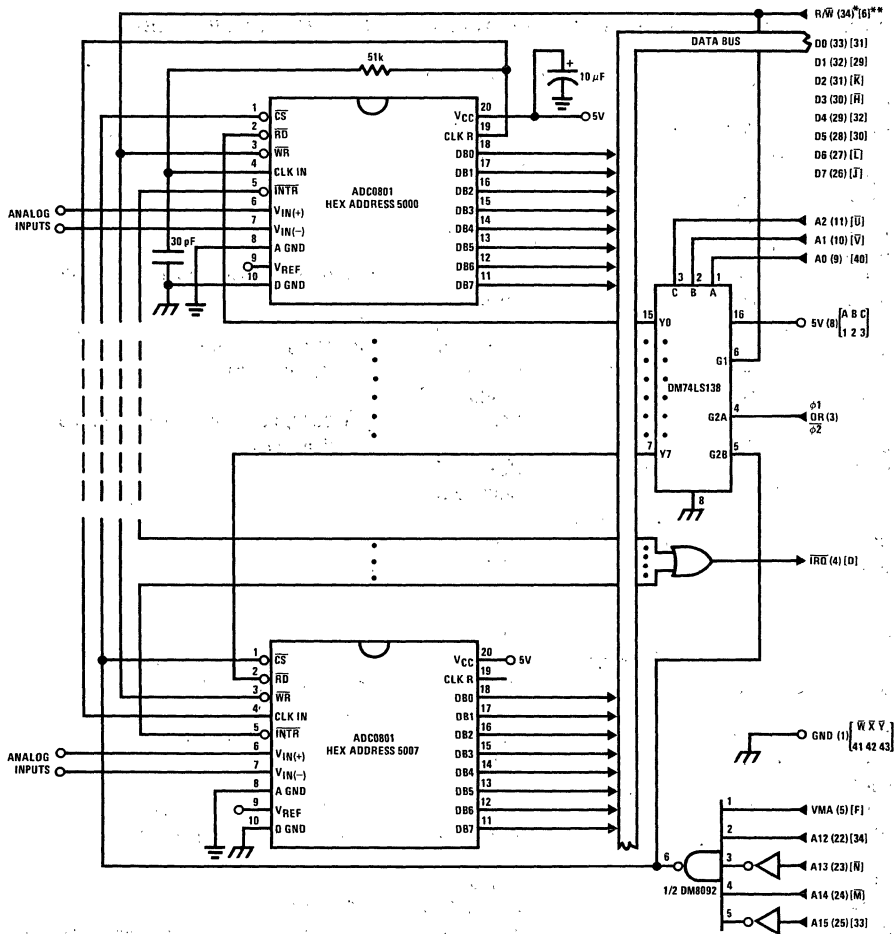 R/W̅ (34)*[6]**
DATA BUS
D0 (33) [31]
D1 (32) [29]
D2 (31) [K̅]
D3 (30) [H̅]
D4 (29) [32]
D5 (28) [30]
D6 (27) [L̅]
D7 (26) [J̅]
51k
+
10 µF
5V
1 C̅S̅
2 R̅D̅
3 W̅R̅
4 CLK IN
5 I̅N̅T̅R̅
6 VIN(+)
7 VIN(−)
8 A GND
9 VREF
10 D GND
ADC0801
HEX ADDRESS 5000
VCC 20
CLK R 19
DB0 18
DB1 17
DB2 16
DB3 15
DB4 14
DB5 13
DB6 12
DB7 11
ANALOG
INPUTS
30 pF
A2 (11) [U̅]
A1 (10) [V̅]
A0 (9) [40]
3 2 1
C B A
15 Y0
16
5V (8) [A B C
1 2 3]
G1 6
DM74LS138
G2A 4
ϕ1
OR (3)
ϕ̅2̅
7 Y7
G2B 5
8
I̅R̅Q̅ (4) [D]
1 C̅S̅
2 R̅D̅
3 W̅R̅
4 CLK IN
5 I̅N̅T̅R̅
6 VIN(+)
7 VIN(−)
8 A GND
9 VREF
10 D GND
ADC0801
HEX ADDRESS 5007
VCC 20
5V
CLK R 19
DB0 18
DB1 17
DB2 16
DB3 15
DB4 14
DB5 13
DB6 12
DB7 11
ANALOG
INPUTS
GND (1) [W̅ X̅ Y̅
41 42 43]
1 VMA (5) [F]
2 A12 (22) [34]
6
3 A13 (23) [N̅]
1/2 DM8092
4 A14 (24) [M̅]
5 A15 (25) [33]